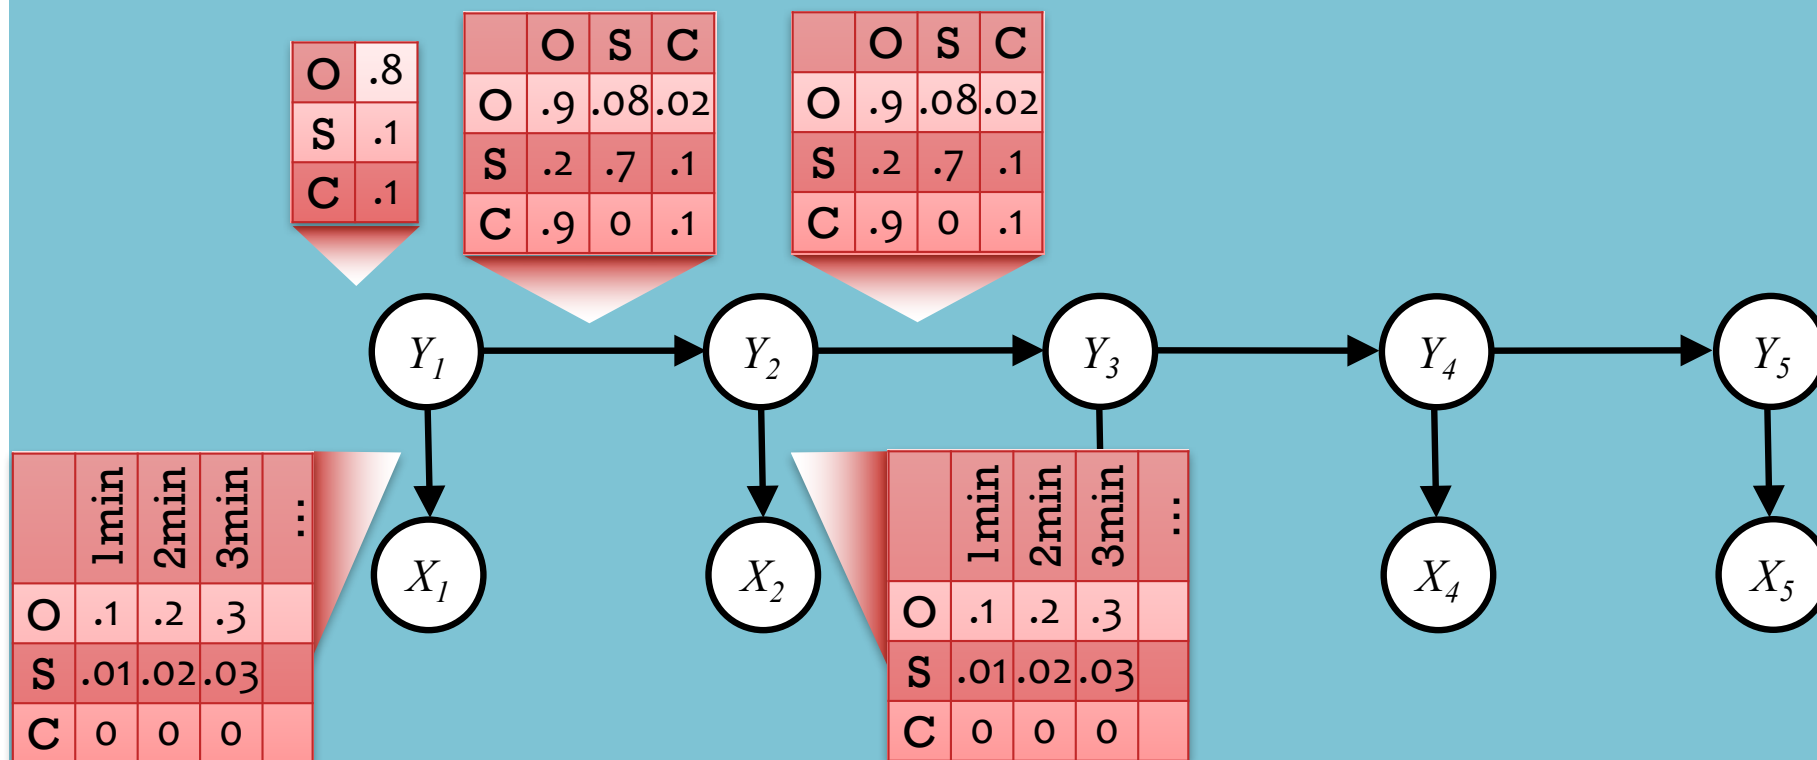 O .8
S .1
C .1
O S C
O .9 .08 .02
S .2 .7 .1
C .9 0 .1
O S C
O .9 .08 .02
S .2 .7 .1
C .9 0 .1
Y1 Y2 Y3 Y4 Y5
1min 2min 3min ...
O .1 .2 .3
S .01 .02 .03
C 0 0 0
X1 X2
1min 2min 3min ...
O .1 .2 .3
S .01 .02 .03
C 0 0 0
X4 X5